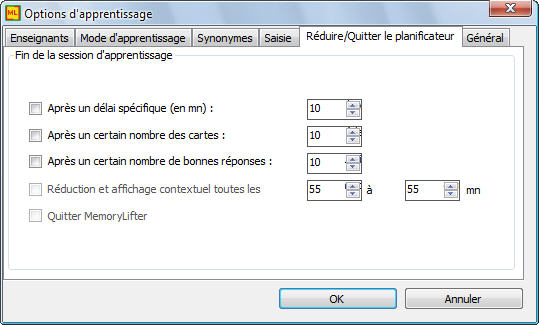 ML Options d'apprentissage
Enseignants Mode d'apprentissage Synonymes Saisie Réduire/Quitter le planificateur Général
Fin de la session d'apprentissage
Après un délai spécifique (en mn) : 10
Après un certain nombre des cartes : 10
Après un certain nombre de bonnes réponses : 10
Réduction et affichage contextuel toutes les 55 à 55 mn
Quitter MemoryLifter
OK Annuler